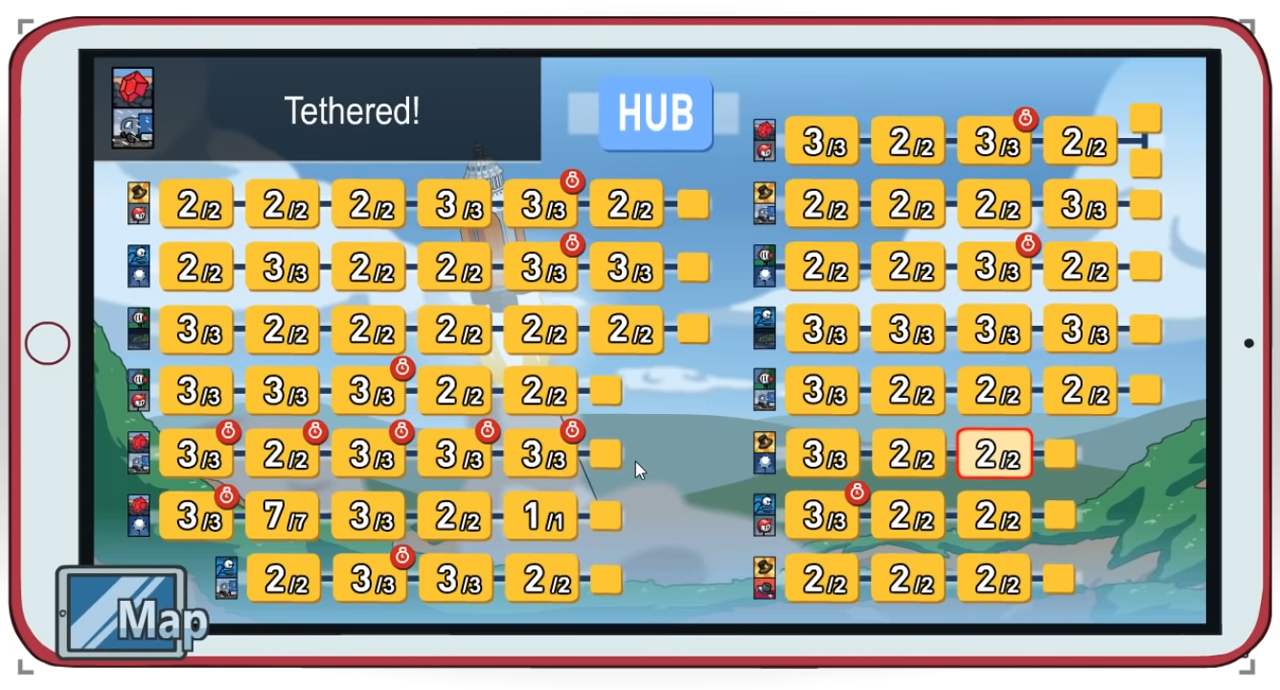 Tethered!
HUB
3/3 2/2 3/3 2/2
2/2 2/2 2/2 3/3 3/3 2/2
2/2 2/2 2/2 3/3
2/2 3/3 2/2 2/2 3/3 3/3
2/2 2/2 3/3 2/2
3/3 2/2 2/2 2/2 2/2 2/2
3/3 3/3 3/3 3/3
3/3 3/3 3/3 2/2 2/2
3/3 2/2 2/2 2/2
3/3 2/2 3/3 3/3 3/3
3/3 2/2 2/2
3/3 7/7 3/3 2/2 1/1
3/3 2/2 2/2
2/2 3/3 3/3 2/2
2/2 2/2 2/2
Map